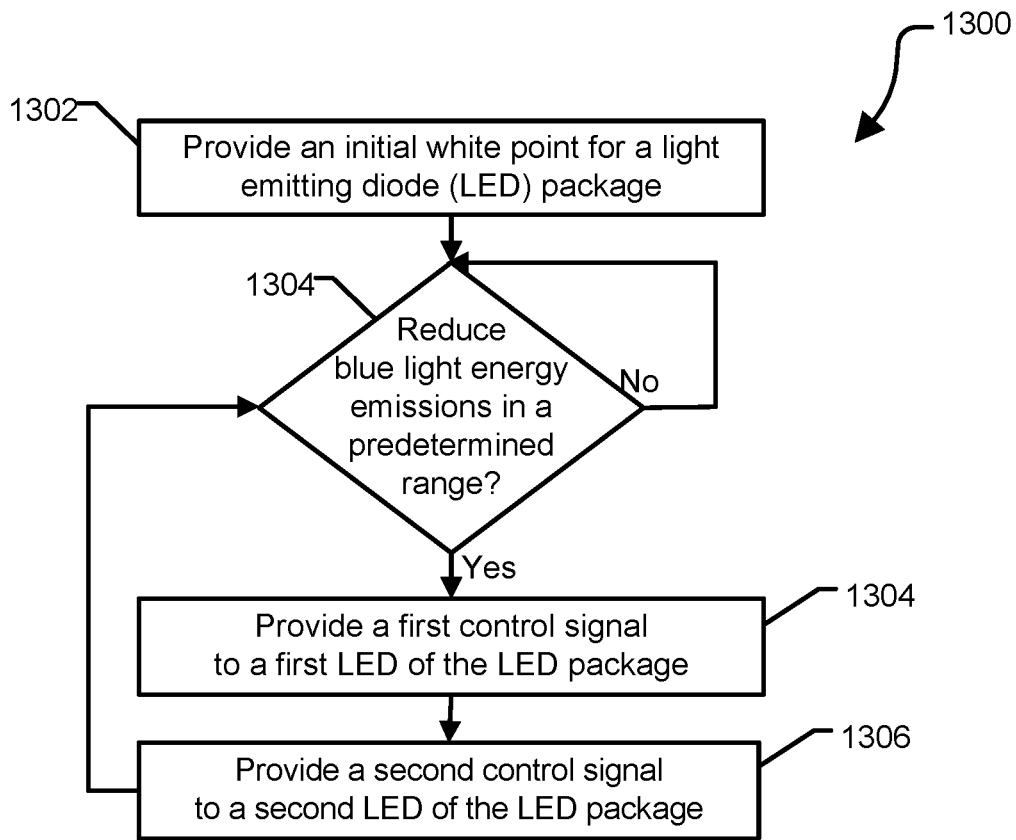 1300
1302
Provide an initial white point for a light
emitting diode (LED) package
1304
Reduce
blue light energy
emissions in a
predetermined
range?
No
Yes
1304
Provide a first control signal
to a first LED of the LED package
1306
Provide a second control signal
to a second LED of the LED package